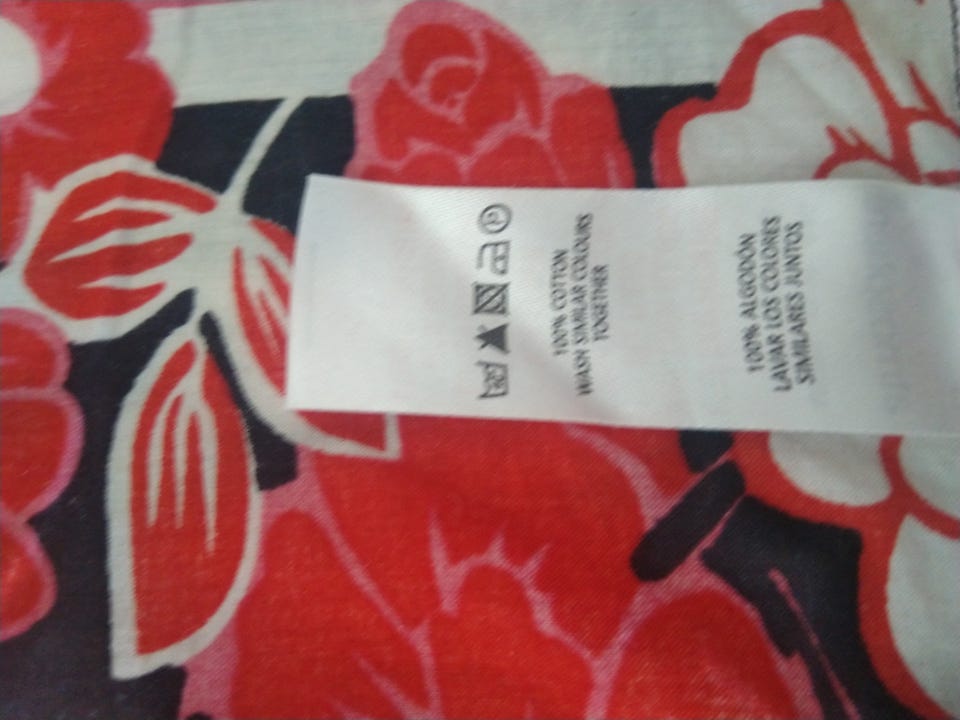 100% COTTON
WASH SIMILAR COLOURS
TOGETHER
100% ALGODÓN
LAVAR LOS COLORES
SIMILARES JUNTOS